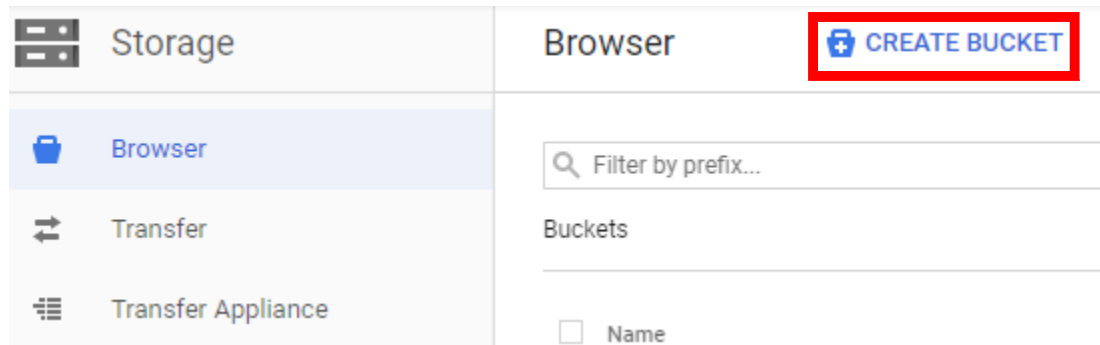 Storage
Browser
CREATE BUCKET
Browser
Transfer
Transfer Appliance
Filter by prefix...
Buckets
Name